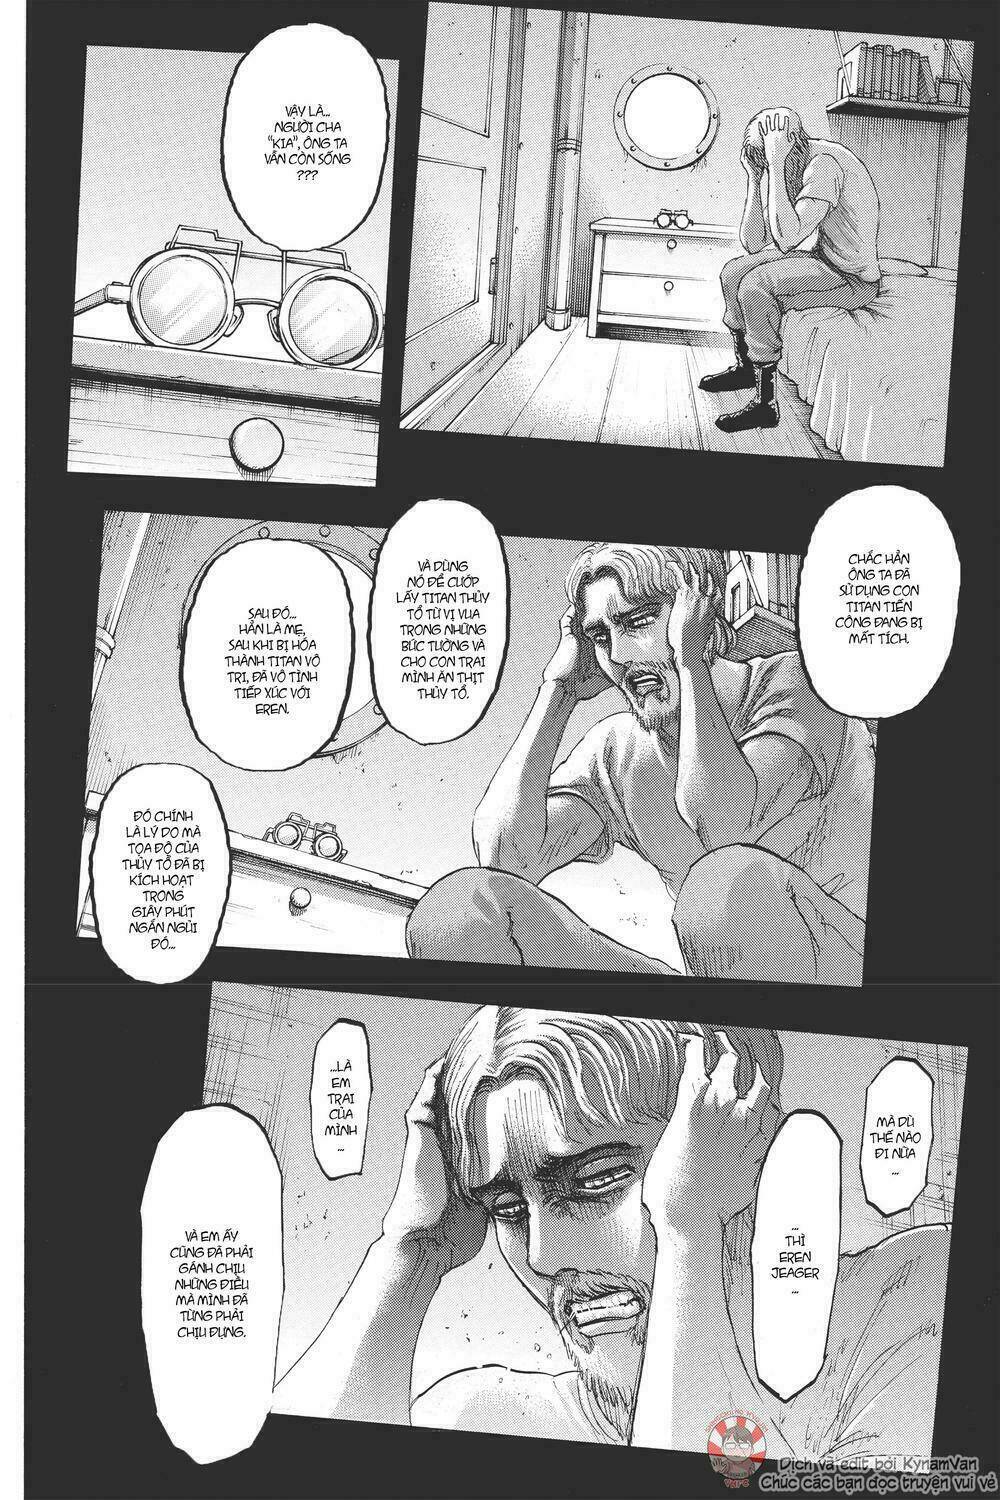 VẬY LÀ...
NGƯỜI CHA
"KIA", ÔNG TA
VẪN CÒN SỐNG
???
CHẮC HẲN
ÔNG TA ĐÃ
SỬ DỤNG CON
TITAN TIẾN
CÔNG ĐANG BỊ
MẤT TÍCH.
VÀ DÙNG
NÓ ĐỂ CƯỚP
LẤY TITAN THỦY
TỔ TỪ VỊ VUA
TRONG NHỮNG
BỨC TƯỜNG VÀ
CHO CON TRAI
MÌNH ĂN THỊT
THỦY TỔ.
SAU ĐÓ...
HẲN LÀ MẸ,
SAU KHI BỊ HÓA
THÀNH TITAN VÔ
TRI, ĐÃ VÔ TÌNH
TIẾP XÚC VỚI
EREN.
ĐÓ CHÍNH
LÀ LÝ DO MÀ
TỌA ĐỘ CỦA
THỦY TỔ ĐÃ BỊ
KÍCH HOẠT
TRONG
GIÂY PHÚT
NGẮN NGỦI
ĐÓ...
MÀ DÙ
THẾ NÀO
ĐI NỮA
...
...
THÌ
EREN
JEAGER
...
...LÀ
EM
TRAI
CỦA
MÌNH
...
VÀ EM ẤY
CŨNG ĐÃ PHẢI
GÁNH CHỊU
NHỮNG ĐIỀU
MÀ MÌNH ĐÃ
TỪNG PHẢI
CHỊU ĐỰNG.
Dịch và edit bởi KynamVan
Chúc các bạn đọc truyện vui vẻ